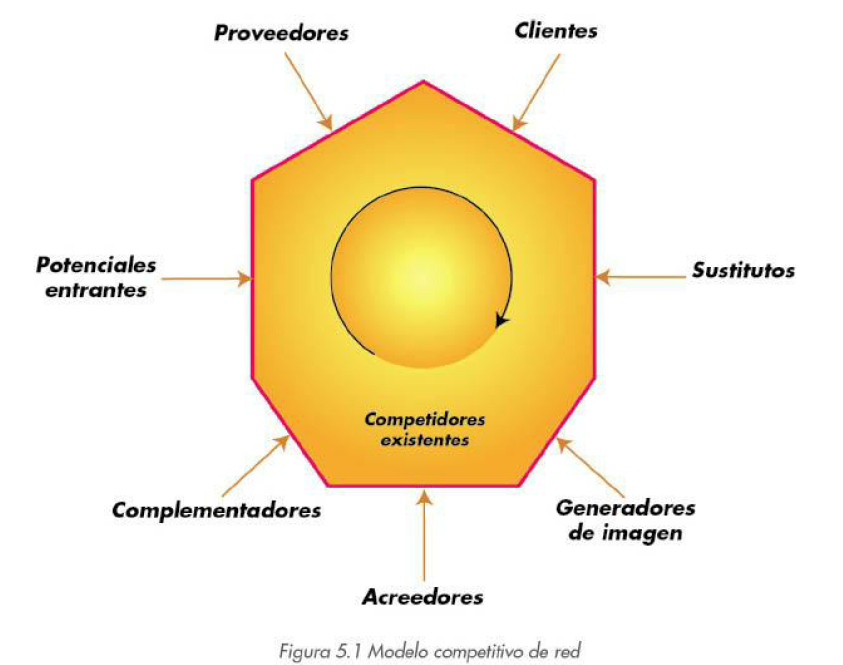 Proveedores
Clientes
Potenciales
entrantes
Sustitutos
Competidores
existentes
Complementadores
Generadores
de imagen
Acreedores
Figura 5.1 Modelo competitivo de red